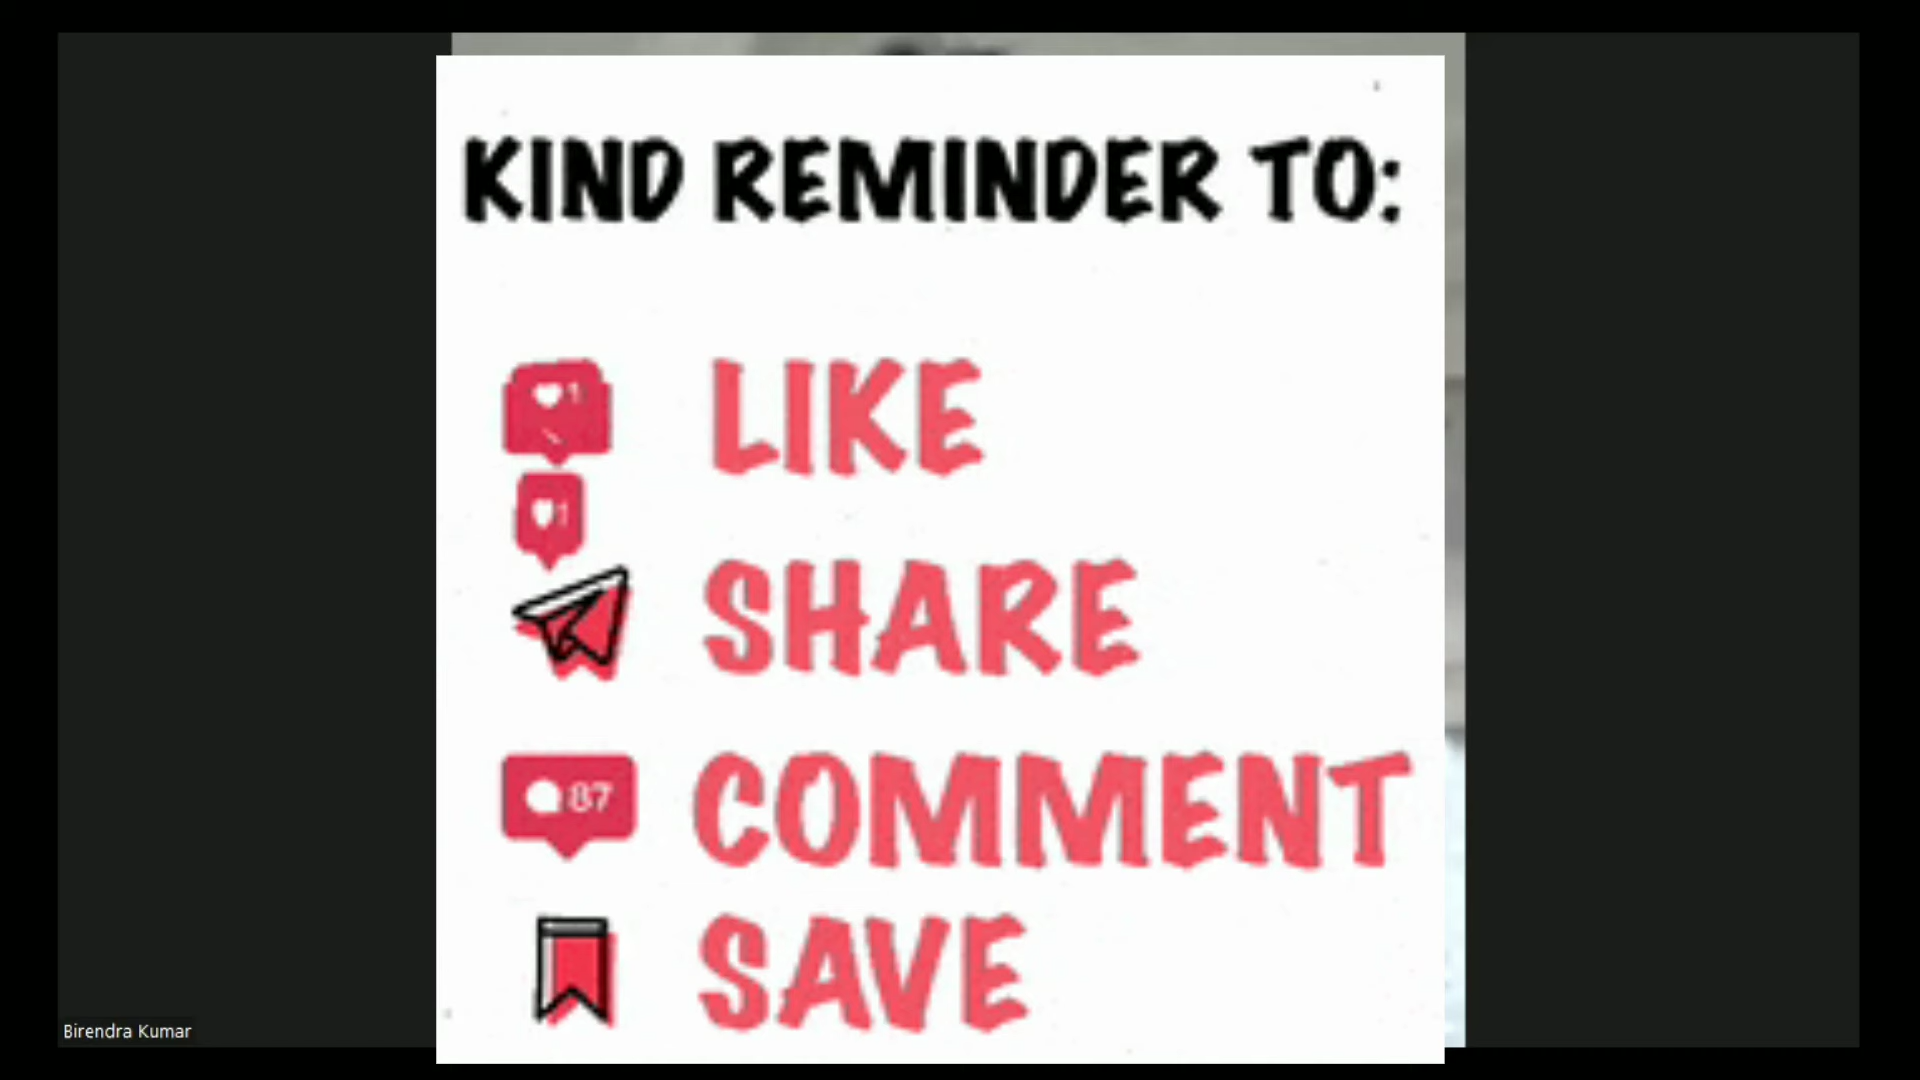 KIND REMINDER TO:
1
LIKE
1
SHARE
87
COMMENT
SAVE
Birendra Kumar